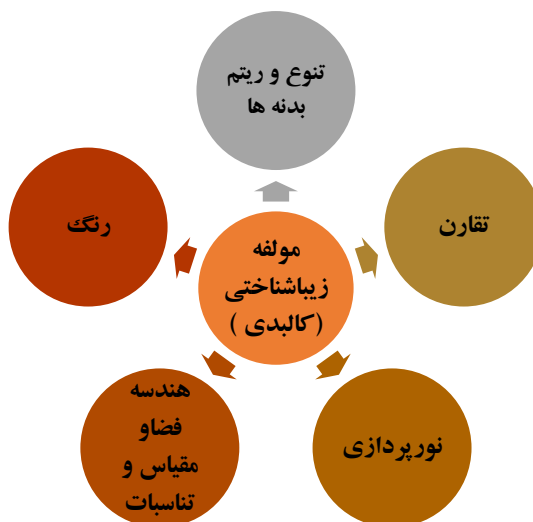 تنوع و ریتم
بدنه ها
رنگ
تقارن
مولفه
زیباشناختی
(کالبدی )
هندسه
فضاو
مقیاس و
تناسبات
نورپردازی